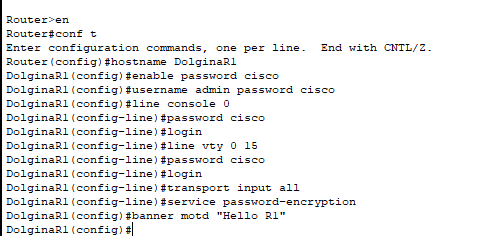 Router>en
Router#conf t
Enter configuration commands, one per line.  End with CNTL/Z.
Router(config)#hostname DolginaR1
DolginaR1(config)#enable password cisco
DolginaR1(config)#username admin password cisco
DolginaR1(config)#line console 0
DolginaR1(config-line)#password cisco
DolginaR1(config-line)#login
DolginaR1(config-line)#line vty 0 15
DolginaR1(config-line)#password cisco
DolginaR1(config-line)#login
DolginaR1(config-line)#transport input all
DolginaR1(config-line)#service password-encryption
DolginaR1(config)#banner motd "Hello R1"
DolginaR1(config)#